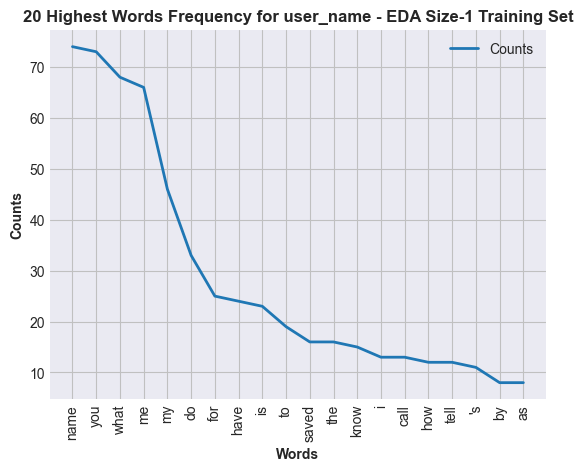 20 Highest Words Frequency for user_name - EDA Size-1 Training Set
Counts
70
60
50
40
30
20
10
Counts
name
you
what
me
my
do
for
have
is
to
saved
the
know
i
call
how
tell
's
by
as
Words